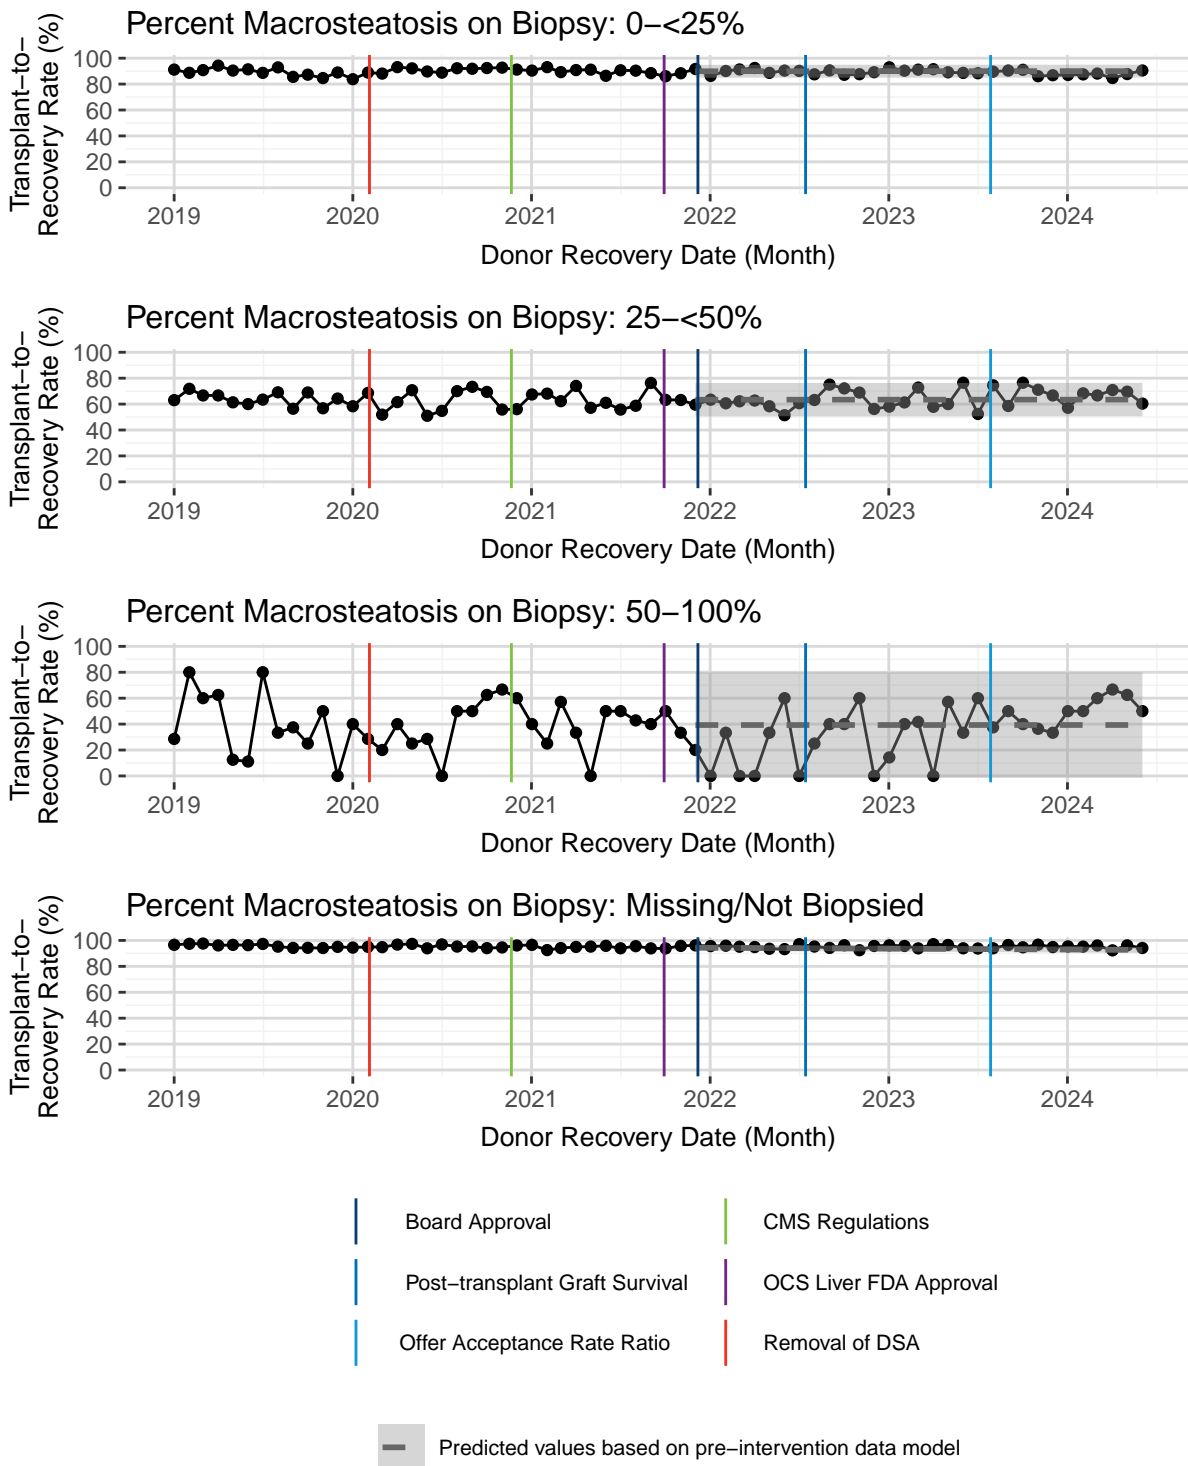 Percent Macrosteatosis on Biopsy: 0−<25%
Transplant−to−
Recovery Rate (%)
100
80
60
40
20
0
2019 2020 2021 2022 2023 2024
Donor Recovery Date (Month)
Percent Macrosteatosis on Biopsy: 25−<50%
Transplant−to−
Recovery Rate (%)
100
80
60
40
20
0
2019 2020 2021 2022 2023 2024
Donor Recovery Date (Month)
Percent Macrosteatosis on Biopsy: 50−100%
Transplant−to−
Recovery Rate (%)
100
80
60
40
20
0
2019 2020 2021 2022 2023 2024
Donor Recovery Date (Month)
Percent Macrosteatosis on Biopsy: Missing/Not Biopsied
Transplant−to−
Recovery Rate (%)
100
80
60
40
20
0
2019 2020 2021 2022 2023 2024
Donor Recovery Date (Month)
Board Approval
CMS Regulations
Post−transplant Graft Survival
OCS Liver FDA Approval
Offer Acceptance Rate Ratio
Removal of DSA
Predicted values based on pre−intervention data model